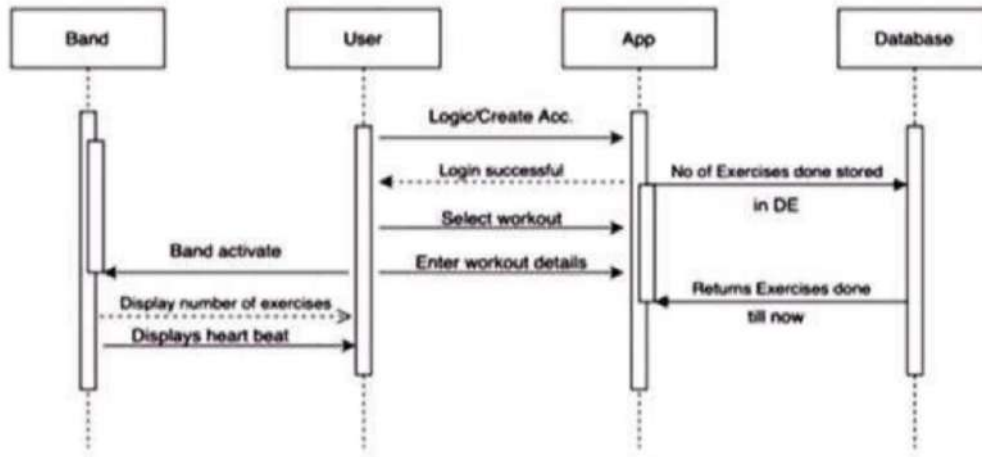 Band
User
App
Database
Logic/Create Acc.
Login successful
No of Exercises done stored
in DE
Select workout
Band activate
Enter workout details
Returns Exercises done
till now
Display number of exercises
Displays heart beat